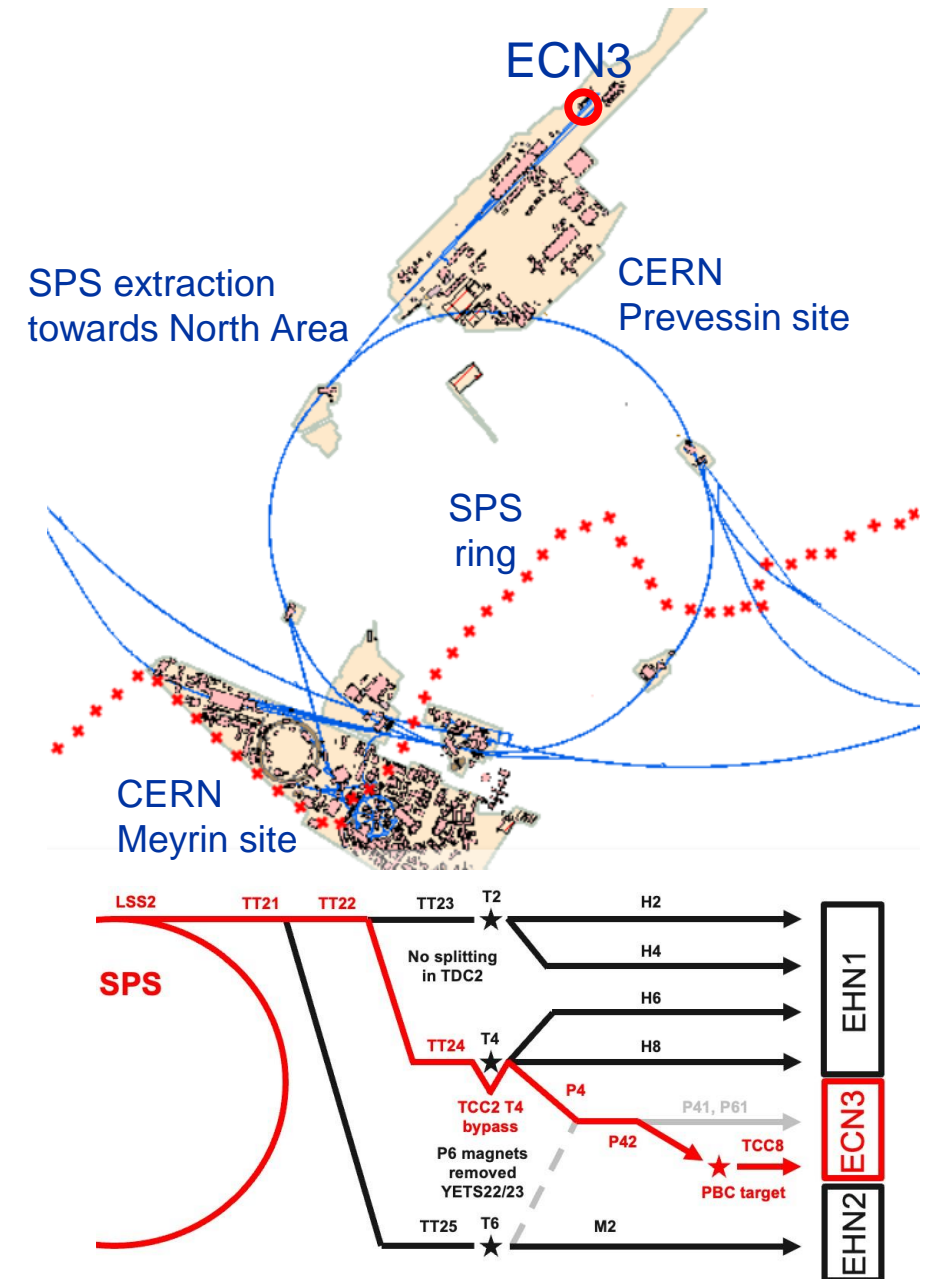 ECN3
SPS extraction
towards North Area
CERN
Prevessin site
SPS
ring
CERN
Meyrin site
LSS2
TT21
TT22
TT23
T2
H2
No splitting
in TDC2
H4
SPS
H6
EHN1
TT24
T4
H8
TCC2 T4
bypass
P4
P41, P61
P42
TCC8
ECN3
P6 magnets
removed
YETS22/23
PBC target
TT25
T6
M2
EHN2